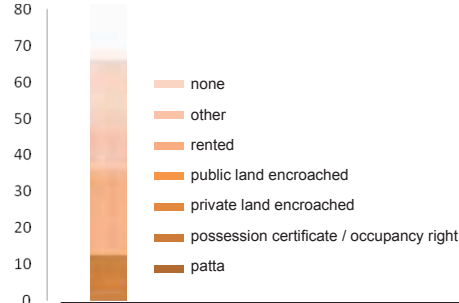 80
70
60
50
40
30
20
10
0
none
other
rented
public land encroached
private land encroached
possession certificate / occupancy right
patta